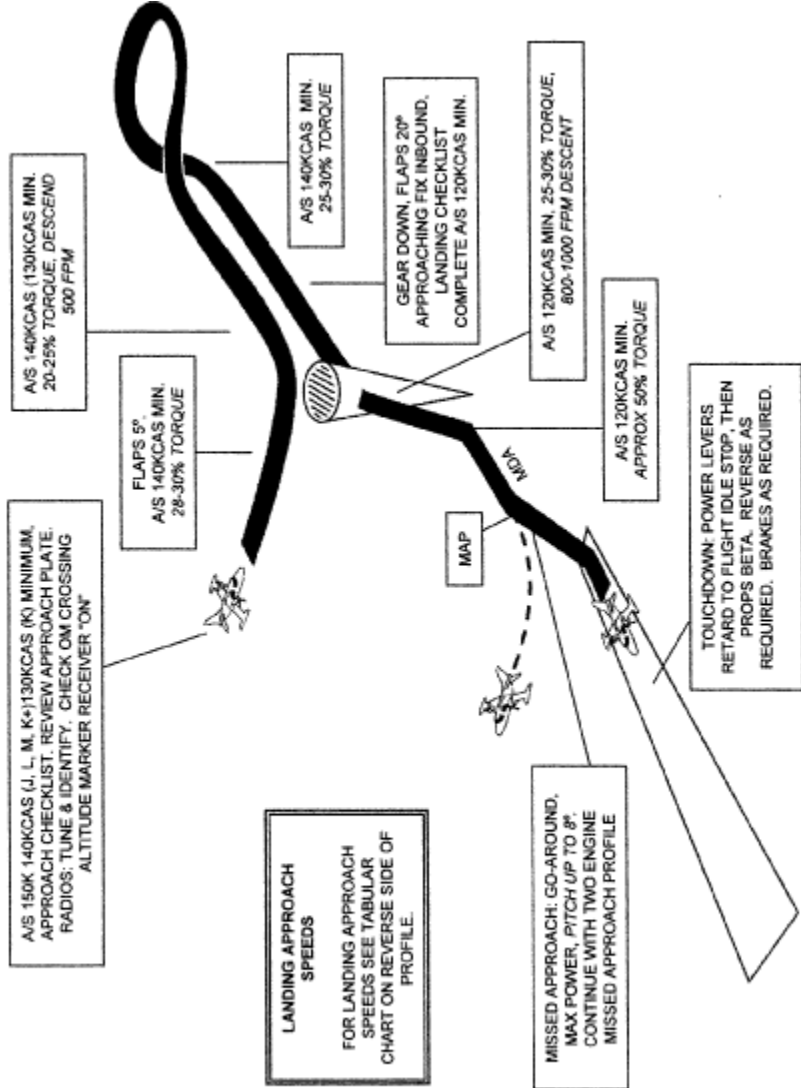 A/S 150K 140KCAS (J, L, M, K+)130KCAS (K) MINIMUM,
APPROACH CHECKLIST. REVIEW APPROACH PLATE.
RADIOS: TUNE & IDENTIFY. CHECK OM CROSSING
ALTITUDE MARKER RECEIVER "ON"
FLAPS 5º.
A/S 140KCAS MIN.
28-30% TORQUE
A/S 140KCAS (130KCAS MIN.
20-25% TORQUE, DESCEND
500 FPM
A/S 140KCAS MIN.
25-30% TORQUE
GEAR DOWN, FLAPS 20º
APPROACHING FIX INBOUND,
LANDING CHECKLIST
COMPLETE A/S 120KCAS MIN.
A/S 120KCAS MIN, 25-30% TORQUE,
800-1000 FPM DESCENT
A/S 120KCAS MIN.
APPROX 50% TORQUE
MDA
MAP
LANDING APPROACH
SPEEDS
FOR LANDING APPROACH
SPEEDS SEE TABULAR
CHART ON REVERSE SIDE OF
PROFILE.
MISSED APPROACH: GO-AROUND,
MAX POWER, PITCH UP TO 8º.
CONTINUE WITH TWO ENGINE
MISSED APPROACH PROFILE
TOUCHDOWN: POWER LEVERS
RETARD TO FLIGHT IDLE STOP, THEN
PROPS BETA. REVERSE AS
REQUIRED. BRAKES AS REQUIRED.